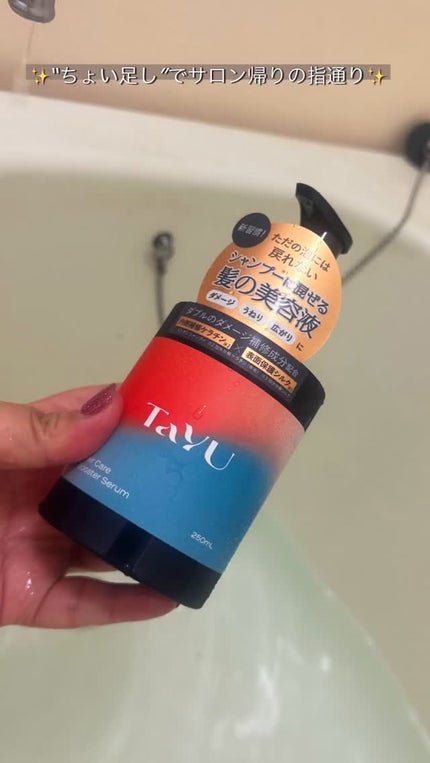 ✨"ちょい足し"でサロン帰りの指通り✨
新習慣!
ただの泡には
戻れない
シャンプーに混ぜる
髪の美容液
ダメージ うねり 広がり に
ダブルのダメージ補修成分配合
表面保護シルク
TaYU
Care
Booster Serum
250mL